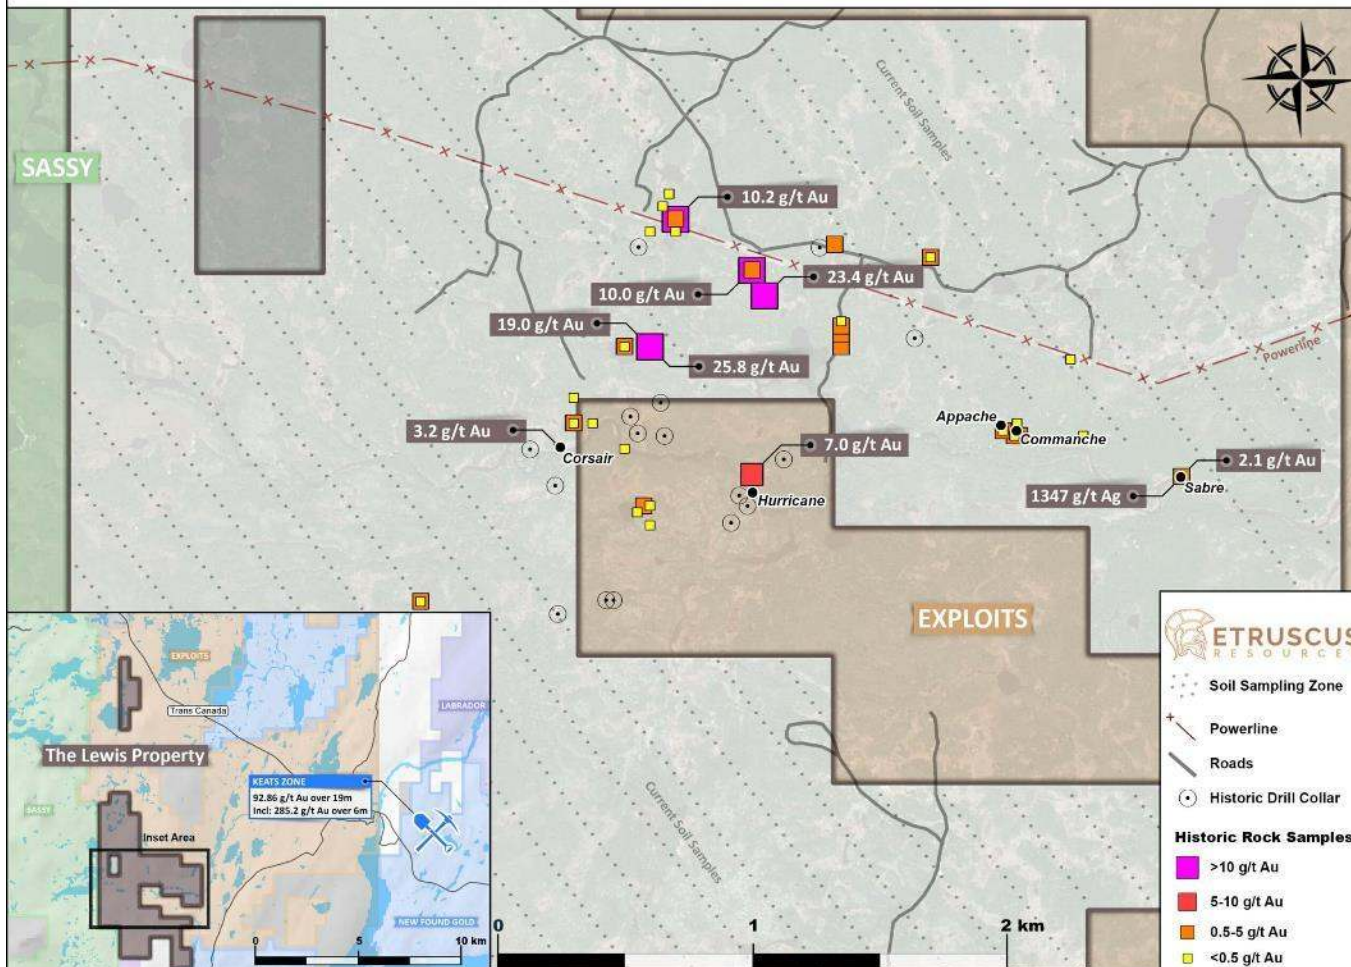 Current Soil Samples
SASSY
10.2 g/t Au
23.4 g/t Au
10.0 g/t Au
19.0 g/t Au
25.8 g/t Au
Powerline
3.2 g/t Au
Corsair
7.0 g/t Au
Hurricane
Appache
Commanche
2.1 g/t Au
1347 g/t Ag
Sabre
EXPLOITS
Current Soil Samples
0 1 2 km
EXPLOITS
Trans Canada
LABRADOR
The Lewis Property
KEATS ZONE
92.86 g/t Au over 19m
Incl: 285.2 g/t Au over 6m
SASSY
Inset Area
NEW FOUND GOLD
0 5 10 km
ETRUSCUS
RESOURCE
Soil Sampling Zone
Powerline
Roads
Historic Drill Collar
Historic Rock Samples
>10 g/t Au
5-10 g/t Au
0.5-5 g/t Au
<0.5 g/t Au